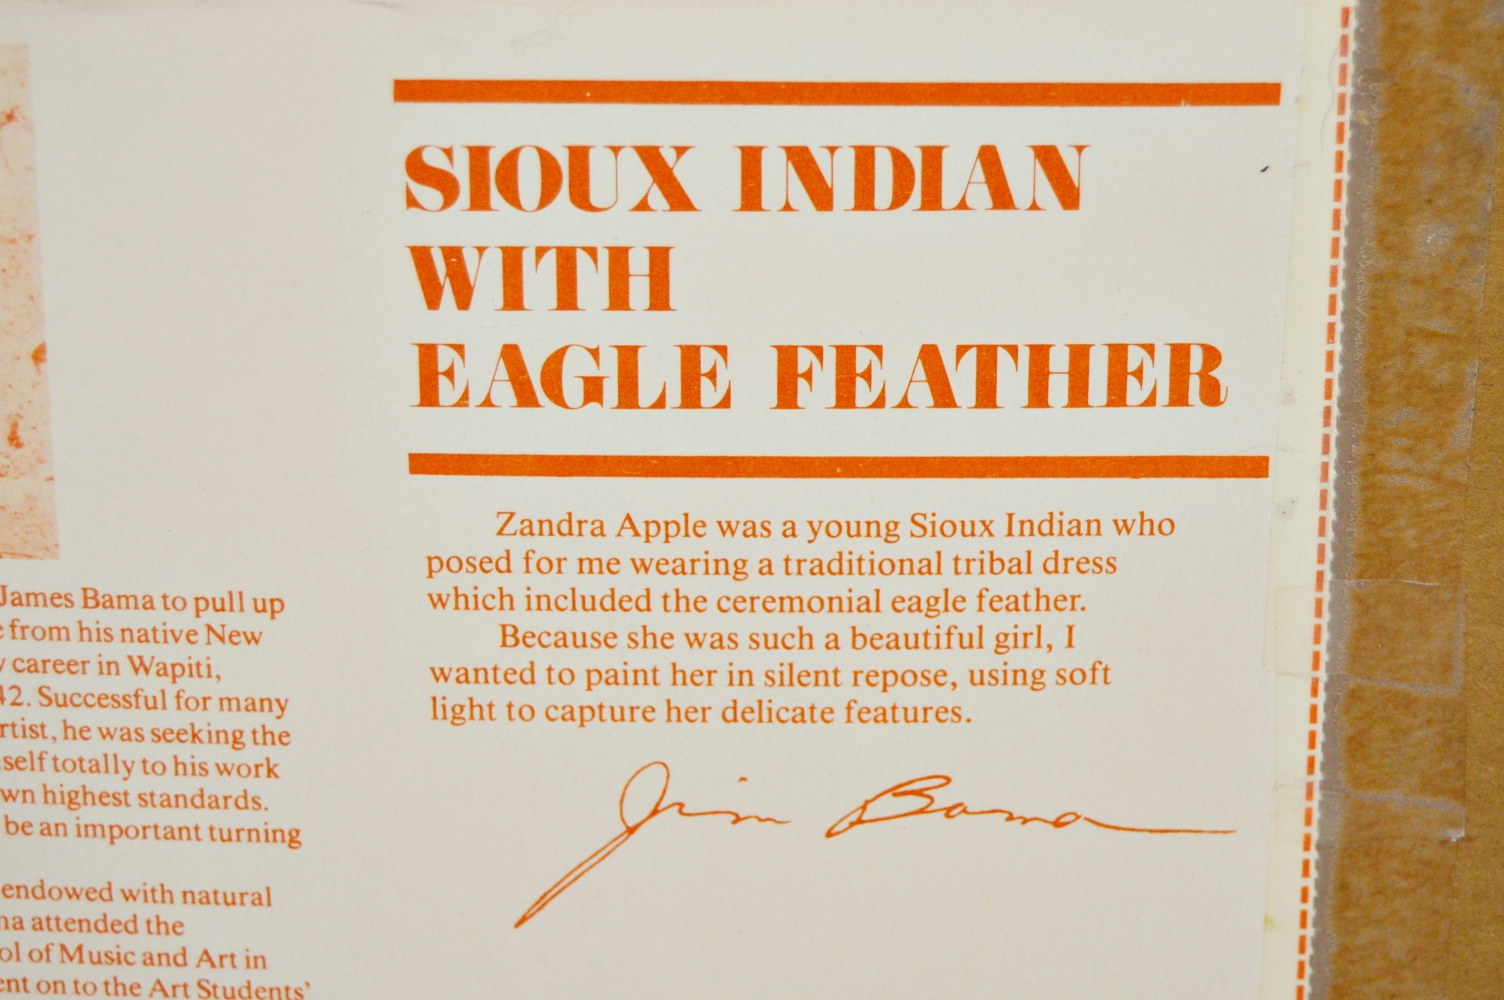 James Bama to pull up
from his native New
career in Wapiti,
42. Successful for many
he was seeking the
totally to his work
highest standards.
be an important turning
endowed with natural
attended the
of Music and Art in
on to the Art Students'
SIOUX INDIAN
WITH
EAGLE FEATHER
Zandra Apple was a young Sioux Indian who
posed for me wearing a traditional tribal dress
which included the ceremonial eagle feather.
Because she was such a beautiful girl, I
wanted to paint her in silent repose, using soft
light to capture her delicate features.
Jim Bama